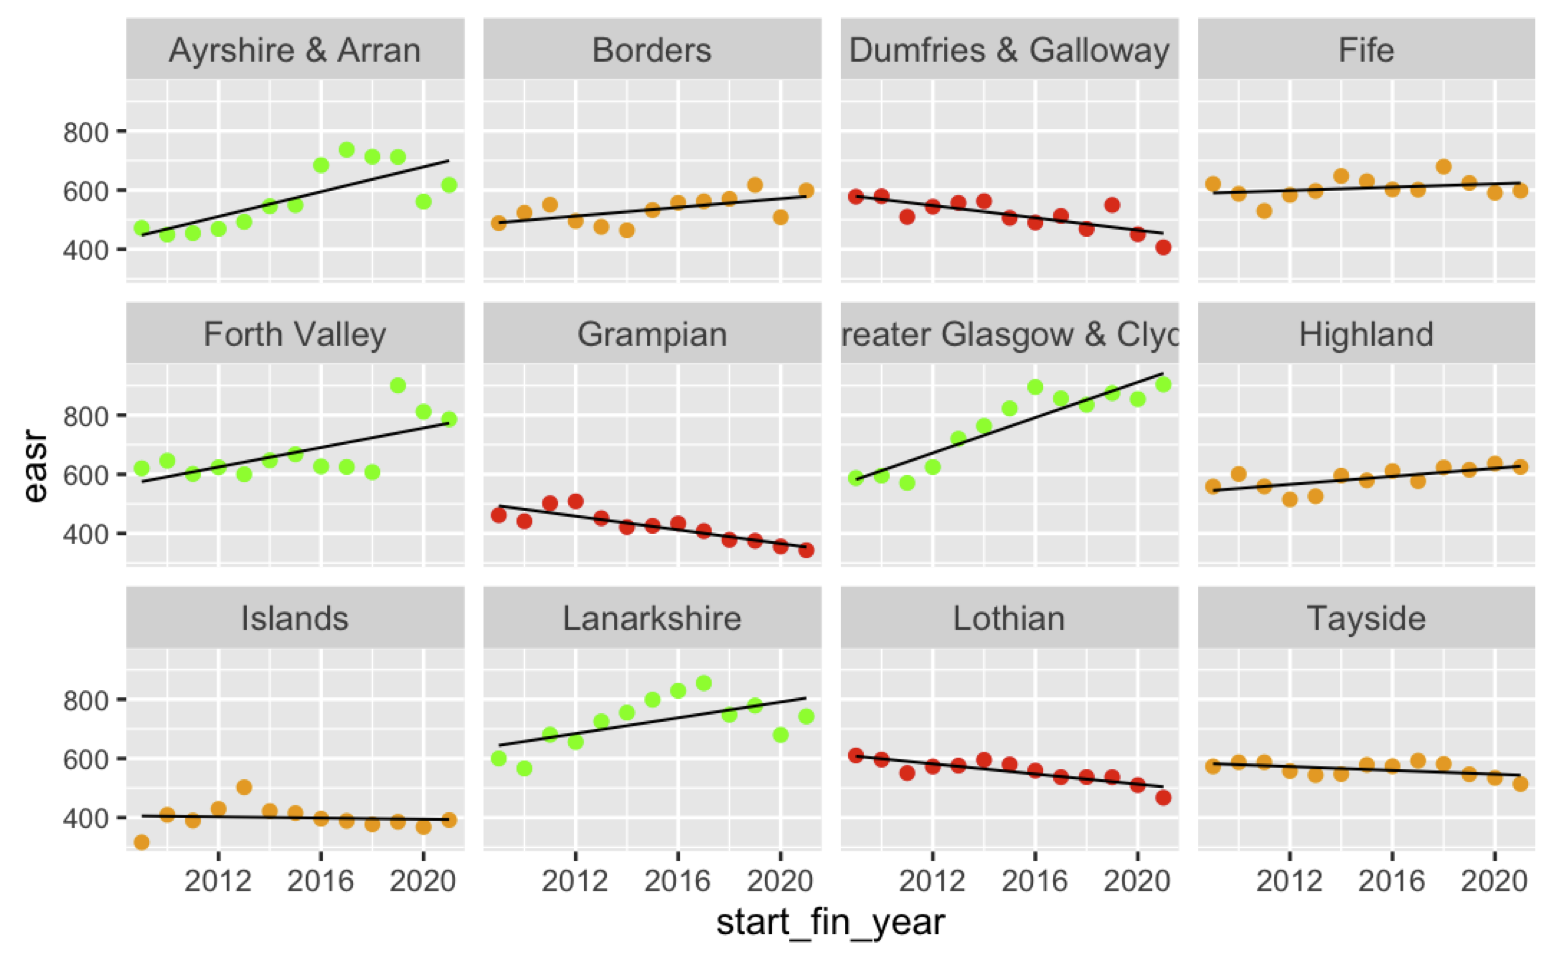 Ayrshire & Arran Borders Dumfries & Galloway Fife
800
600
400
Forth Valley Grampian reater Glasgow & Clyd Highland
800
600
400
easr
Islands Lanarkshire Lothian Tayside
800
600
400
2012 2016 2020 2012 2016 2020 2012 2016 2020 2012 2016 2020
start_fin_year